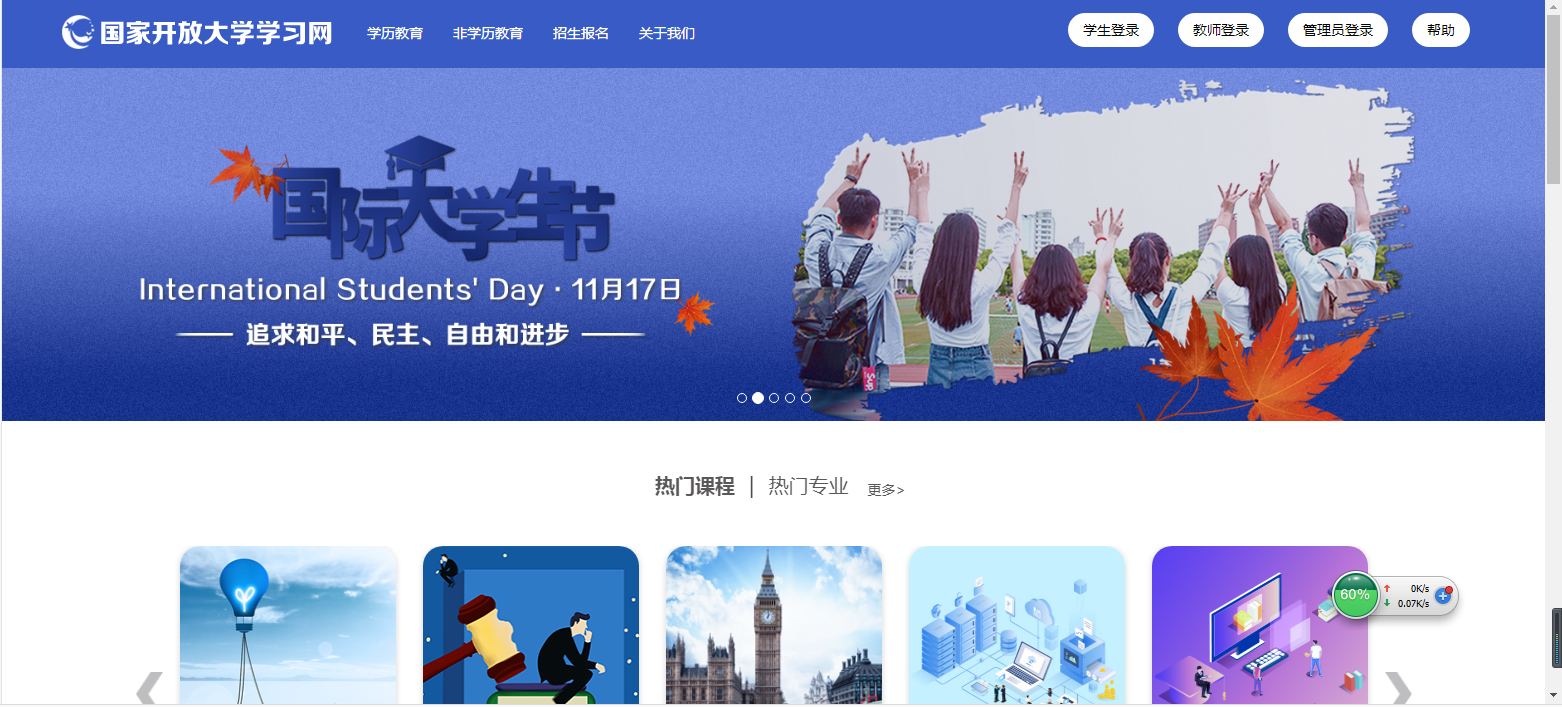 国家开放大学学习网 学历教育 非学历教育 招生报名 关于我们 学生登录 教师登录 管理员登录 帮助
国际大学生节
International Students' Day · 11月17日
追求和平、民主、自由和进步
Sup
热门课程 | 热门专业 更多>
60% ↑ 0K/s
↓ 0.07K/s